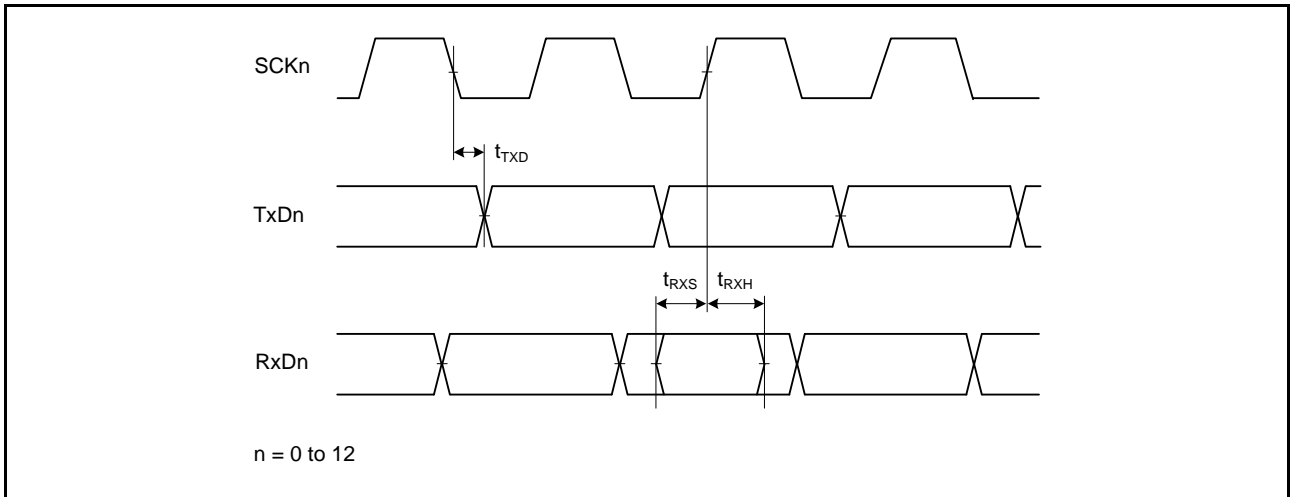 SCKn
tTXD
TxDn
tRXS tRXH
RxDn
n = 0 to 12